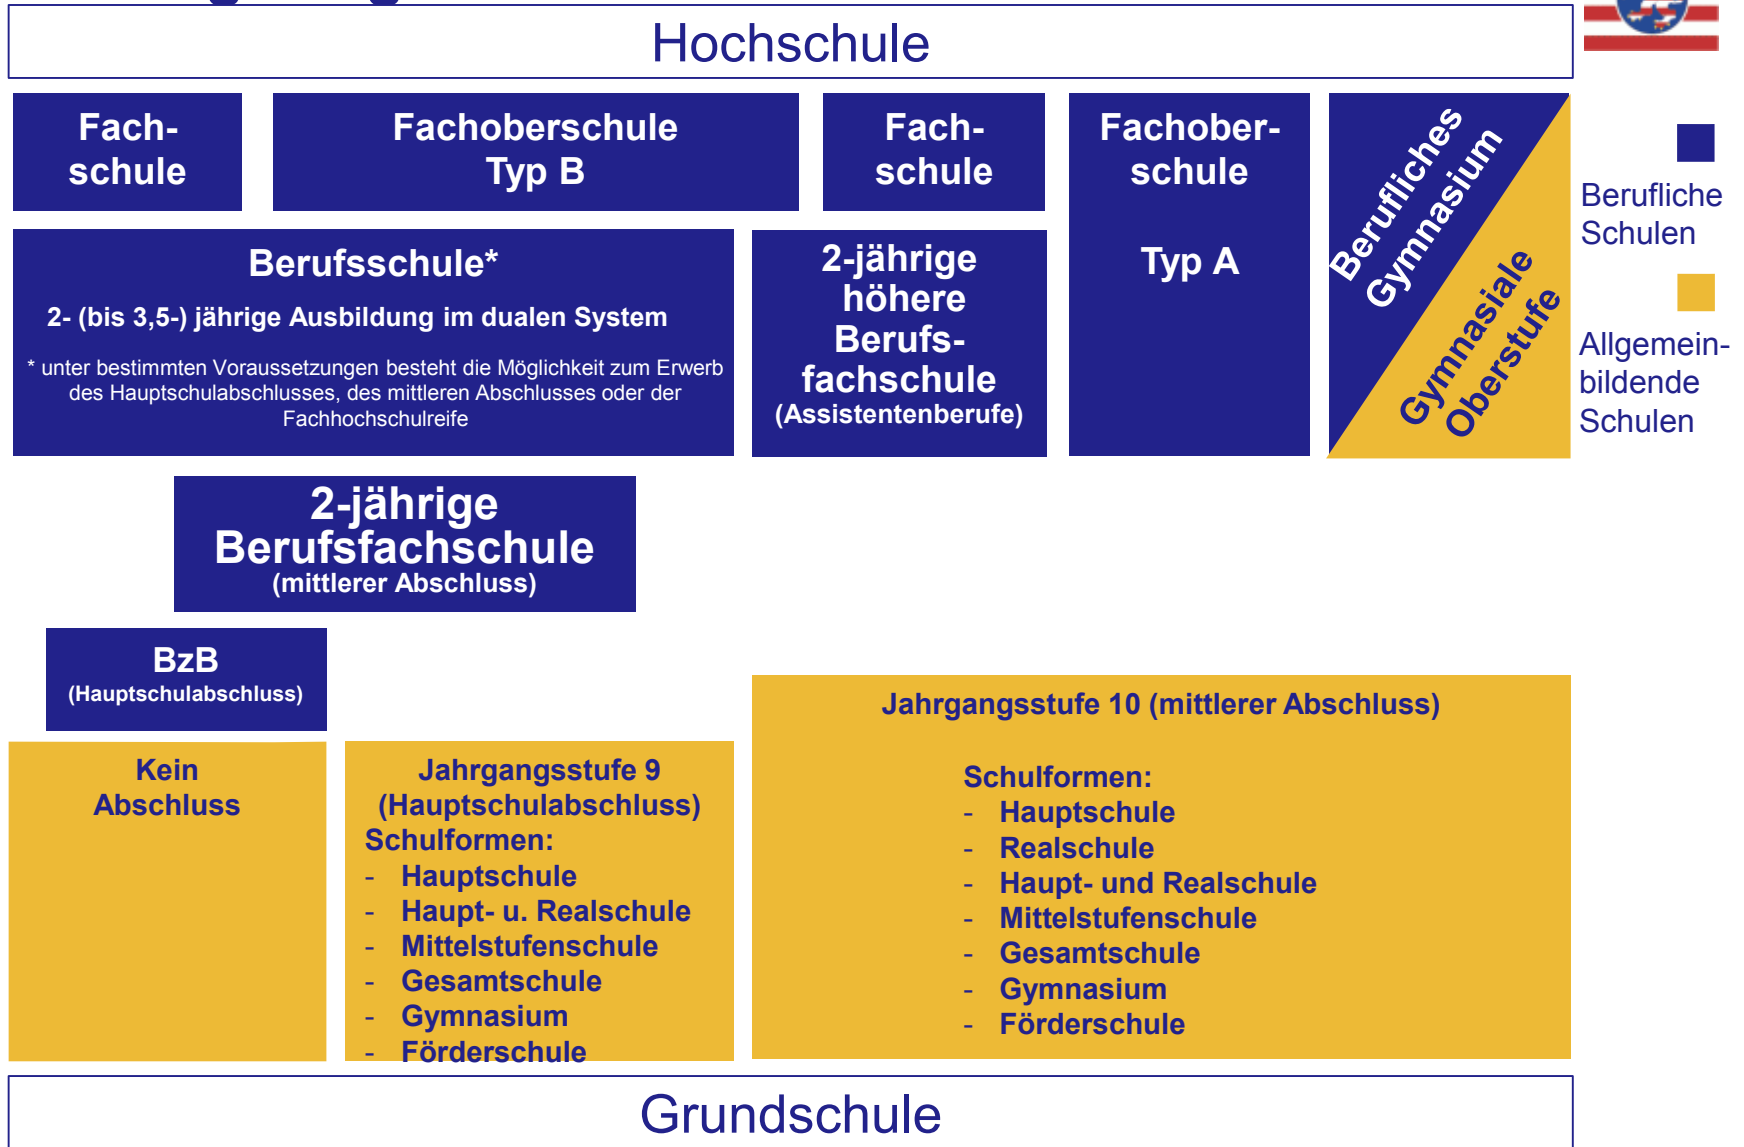 Hochschule
Fach-
schule
Fachoberschule
Typ B
Fach-
schule
Fachober-
schule
Typ A
Berufliches
Gymnasium
Gymnasiale
Oberstufe
Berufliche
Schulen
Allgemein-
bildende
Schulen
Berufsschule*
2- (bis 3,5-) jährige Ausbildung im dualen System
* unter bestimmten Voraussetzungen besteht die Möglichkeit zum Erwerb
des Hauptschulabschlusses, des mittleren Abschlusses oder der
Fachhochschulreife
2-jährige
höhere
Berufs-
fachschule
(Assistentenberufe)
2-jährige
Berufsfachschule
(mittlerer Abschluss)
BzB
(Hauptschulabschluss)
Kein
Abschluss
Jahrgangsstufe 9
(Hauptschulabschluss)
Schulformen:
- Hauptschule
- Haupt- u. Realschule
- Mittelstufenschule
- Gesamtschule
- Gymnasium
- Förderschule
Jahrgangsstufe 10 (mittlerer Abschluss)
Schulformen:
- Hauptschule
- Realschule
- Haupt- und Realschule
- Mittelstufenschule
- Gesamtschule
- Gymnasium
- Förderschule
Grundschule